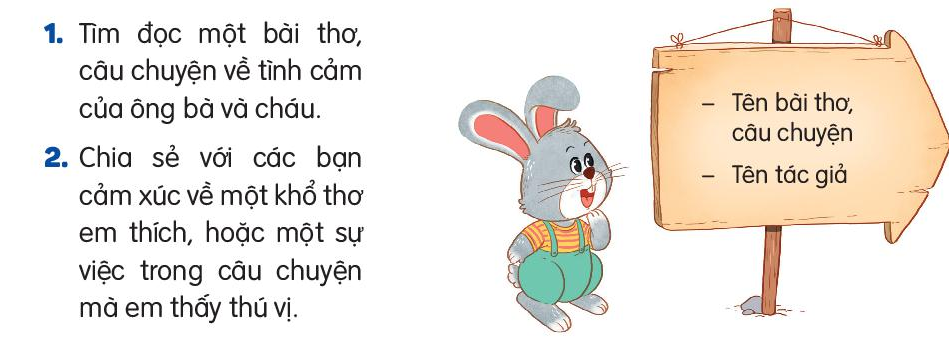 1. Tìm đọc một bài thơ,
câu chuyện về tình cảm
của ông bà và cháu.
2. Chia sẻ với các bạn
cảm xúc về một khổ thơ
em thích, hoặc một sự
việc trong câu chuyện
mà em thấy thú vị.
– Tên bài thơ,
câu chuyện
– Tên tác giả